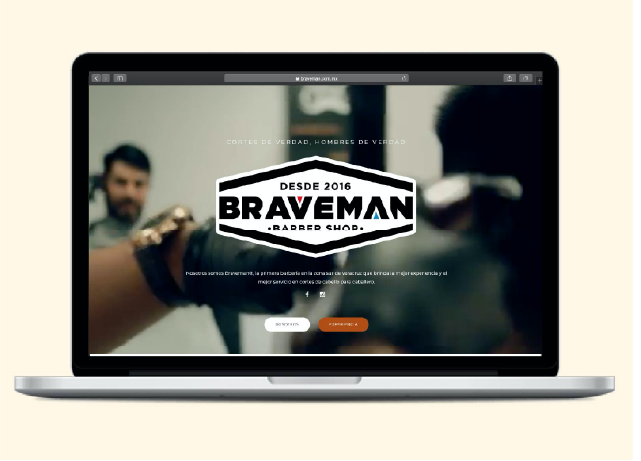 braveman.com.mx
CORTES DE VERDAD, HOMBRES DE VERDAD
DESDE 2016
BRAVEMAN
•BARBER SHOP•
Nosotros somos Braveman®, la primera barbería en la zona sur de Veracruz que brinda la mejor experiencia y el
mejor servicio en cortes de cabello para caballero.